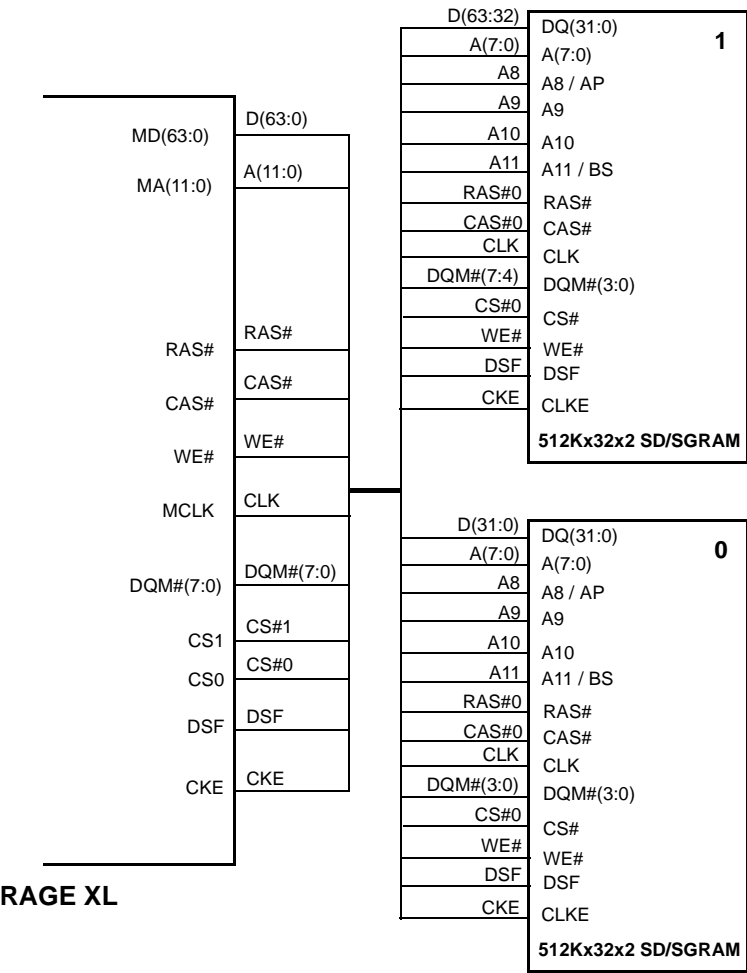 MD(63:0) D(63:0)
MA(11:0) A(11:0)
RAS# RAS#
CAS# CAS#
WE# WE#
MCLK CLK
DQM#(7:0) DQM#(7:0)
CS1 CS#1
CS0 CS#0
DSF DSF
CKE CKE
RAGE XL
1
D(63:32) DQ(31:0)
A(7:0) A(7:0)
A8 A8 / AP
A9 A9
A10 A10
A11 A11 / BS
RAS#0 RAS#
CAS#0 CAS#
CLK CLK
DQM#(7:4) DQM#(3:0)
CS#0 CS#
WE# WE#
DSF DSF
CKE CLKE
512Kx32x2 SD/SGRAM
0
D(31:0) DQ(31:0)
A(7:0) A(7:0)
A8 A8 / AP
A9 A9
A10 A10
A11 A11 / BS
RAS#0 RAS#
CAS#0 CAS#
CLK CLK
DQM#(3:0) DQM#(3:0)
CS#0 CS#
WE# WE#
DSF DSF
CKE CLKE
512Kx32x2 SD/SGRAM